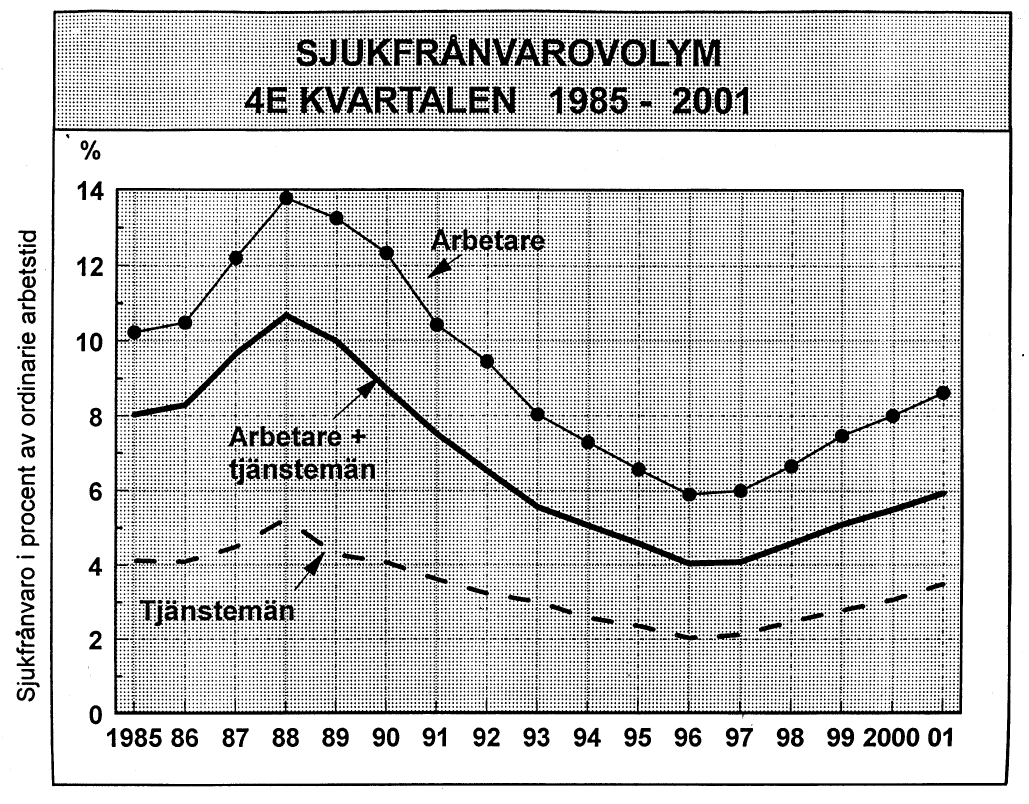 SJUKFRÅNVAROVOLYM
4E KVARTALEN 1985 - 2001
%
Sjukfrånvaro i procent av ordinarie arbetstid
14
12
10
8
6
4
2
0
Arbetare
Arbetare +
tjänstemän
Tjänstemän
1985 86 87 88 89 90 91 92 93 94 95 96 97 98 99 2000 01